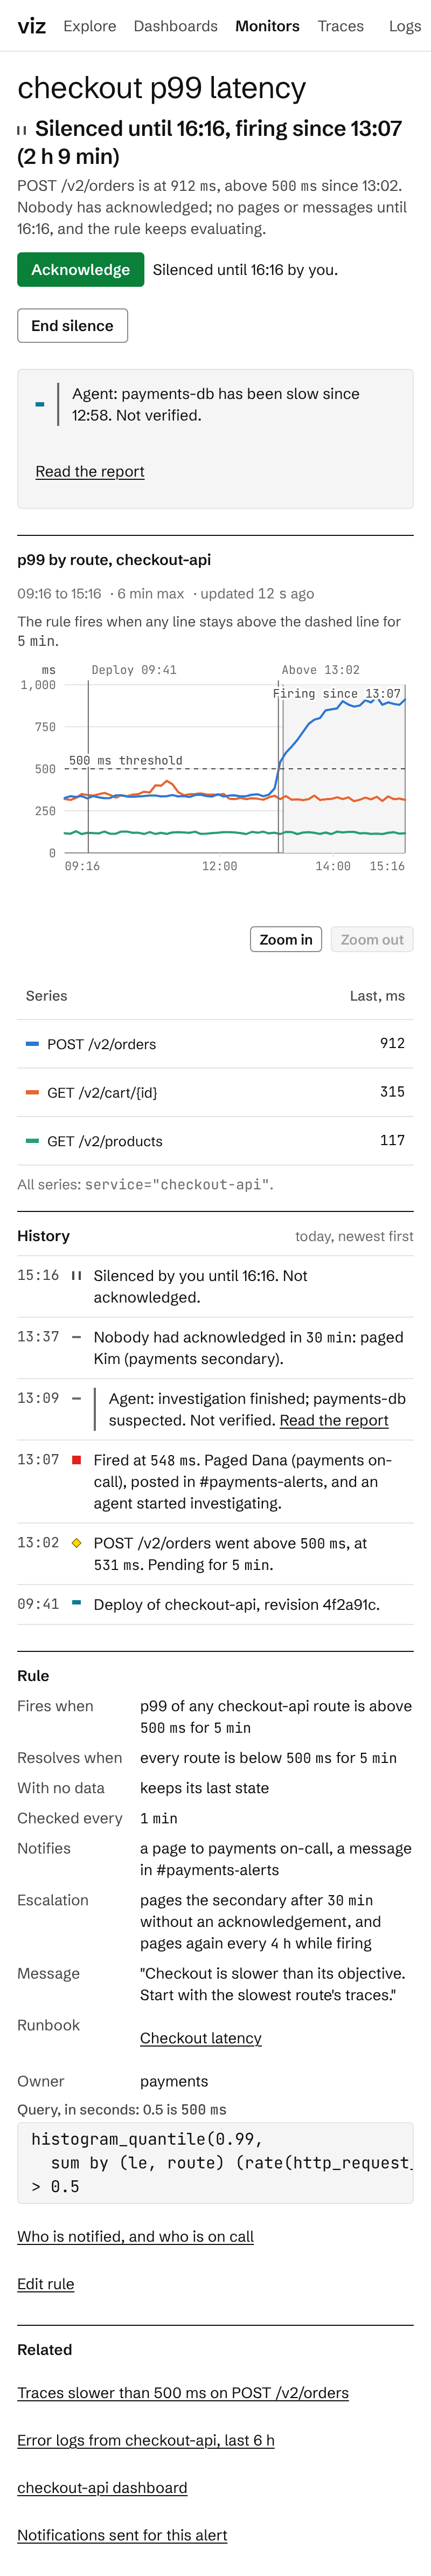 viz Explore Dashboards Monitors Traces Logs
checkout p99 latency
Silenced until 16:16, firing since 13:07
(2 h 9 min)
POST /v2/orders is at 912 ms, above 500 ms since 13:02.
Nobody has acknowledged; no pages or messages until
16:16, and the rule keeps evaluating.
Acknowledge Silenced until 16:16 by you.
End silence
Agent: payments-db has been slow since
12:58. Not verified.
Read the report
p99 by route, checkout-api
09:16 to 15:16 · 6 min max · updated 12 s ago
The rule fires when any line stays above the dashed line for
5 min.
ms Deploy 09:41 Above 13:02
1,000
Firing since 13:07
750
500 ms threshold
500
250
0
09:16 12:00 14:00 15:16
Zoom in Zoom out
Series Last, ms
POST /v2/orders 912
GET /v2/cart/{id} 315
GET /v2/products 117
All series: service="checkout-api".
History today, newest first
15:16 Silenced by you until 16:16. Not
acknowledged.
13:37 Nobody had acknowledged in 30 min: paged
Kim (payments secondary).
13:09 Agent: investigation finished; payments-db
suspected. Not verified. Read the report
13:07 Fired at 548 ms. Paged Dana (payments on-
call), posted in #payments-alerts, and an
agent started investigating.
13:02 POST /v2/orders went above 500 ms, at
531 ms. Pending for 5 min.
09:41 Deploy of checkout-api, revision 4f2a91c.
Rule
Fires when p99 of any checkout-api route is above
500 ms for 5 min
Resolves when every route is below 500 ms for 5 min
With no data keeps its last state
Checked every 1 min
Notifies a page to payments on-call, a message
in #payments-alerts
Escalation pages the secondary after 30 min
without an acknowledgement, and
pages again every 4 h while firing
Message "Checkout is slower than its objective.
Start with the slowest route's traces."
Runbook Checkout latency
Owner payments
Query, in seconds: 0.5 is 500 ms
histogram_quantile(0.99,
sum by (le, route) (rate(http_request_
> 0.5
Who is notified, and who is on call
Edit rule
Related
Traces slower than 500 ms on POST /v2/orders
Error logs from checkout-api, last 6 h
checkout-api dashboard
Notifications sent for this alert